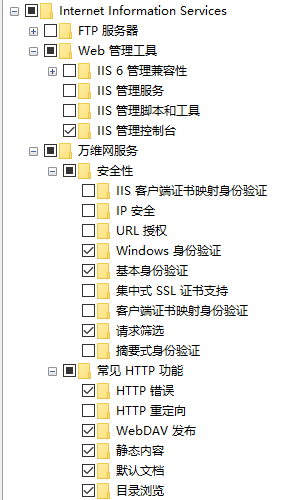 Internet Information Services
FTP 服务器
Web 管理工具
IIS 6 管理兼容性
IIS 管理服务
IIS 管理脚本和工具
IIS 管理控制台
万维网服务
安全性
IIS 客户端证书映射身份验证
IP 安全
URL 授权
Windows 身份验证
基本身份验证
集中式 SSL 证书支持
客户端证书映射身份验证
请求筛选
摘要式身份验证
常见 HTTP 功能
HTTP 错误
HTTP 重定向
WebDAV 发布
静态内容
默认文档
目录浏览